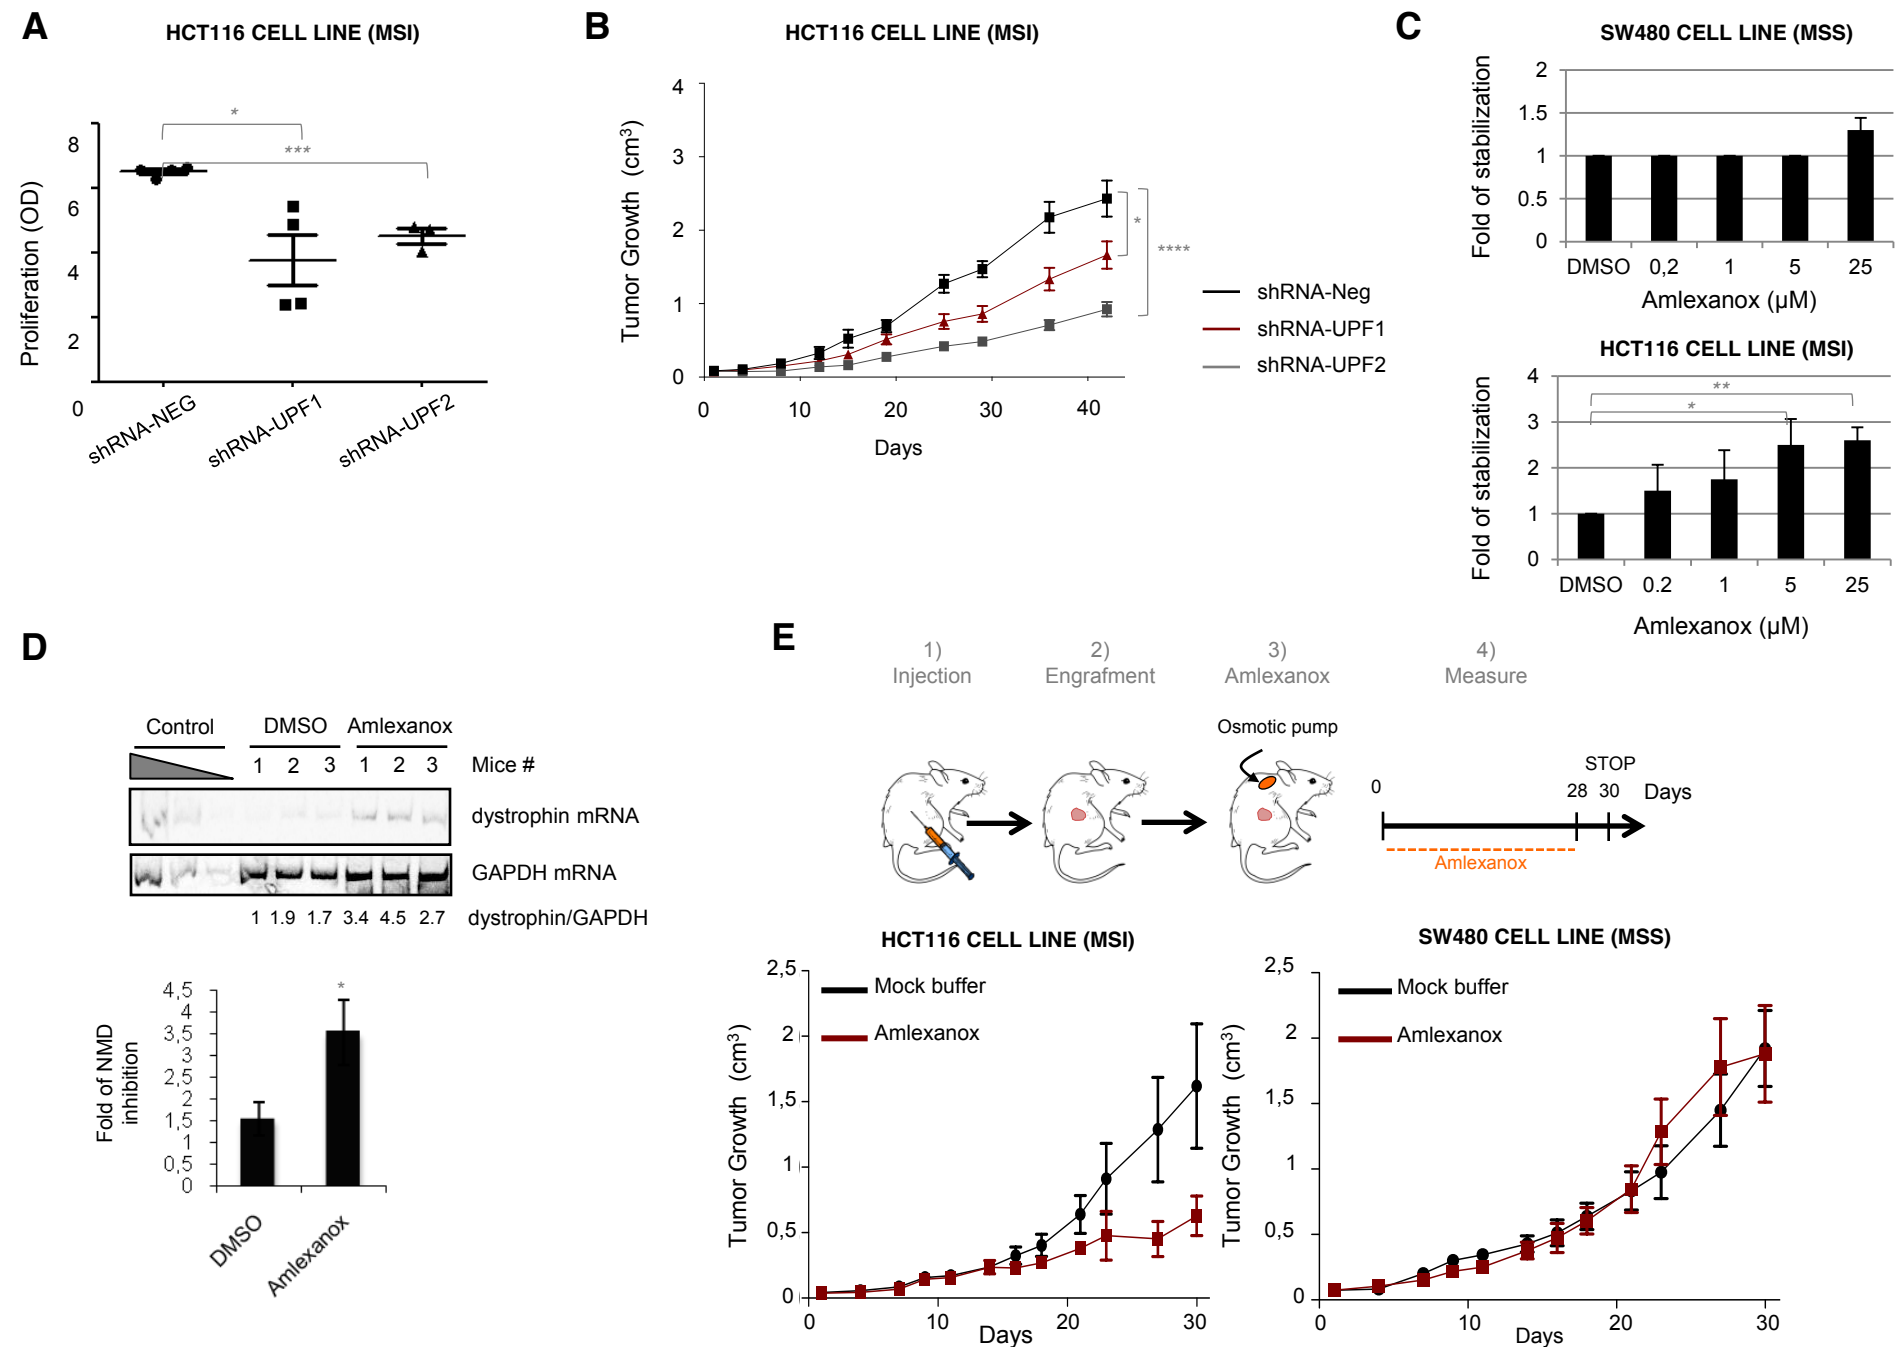 A
HCT116 CELL LINE (MSI)
Proliferation (OD)
8
6
4
2
0
*
***
shRNA-NEG
shRNA-UPF1
shRNA-UPF2
B
HCT116 CELL LINE (MSI)
Tumor Growth (cm³)
4
3
2
1
0
0 10 20 30 40
Days
*
****
shRNA-Neg
shRNA-UPF1
shRNA-UPF2
C
SW480 CELL LINE (MSS)
Fold of stabilization
2
1.5
1
0.5
0
DMSO 0,2 1 5 25
Amlexanox (µM)
HCT116 CELL LINE (MSI)
Fold of stabilization
4
3
2
1
0
**
*
DMSO 0.2 1 5 25
Amlexanox (µM)
D
Control DMSO Amlexanox
1 2 3 1 2 3 Mice #
dystrophin mRNA
GAPDH mRNA
1 1.9 1.7 3.4 4.5 2.7 dystrophin/GAPDH
Fold of NMD
inhibition
4,5
4
3,5
3
2,5
2
1,5
1
0,5
0
*
DMSO
Amlexanox
E
1) 2) 3) 4)
Injection Engrafment Amlexanox Measure
Osmotic pump
STOP
0 28 30 Days
Amlexanox
HCT116 CELL LINE (MSI)
Tumor Growth (cm³)
2,5
2
1,5
1
0,5
0
Mock buffer
Amlexanox
0 10 20 30
Days
SW480 CELL LINE (MSS)
Tumor Growth (cm³)
2,5
2
1,5
1
0,5
0
Mock buffer
Amlexanox
0 10 20 30
Days